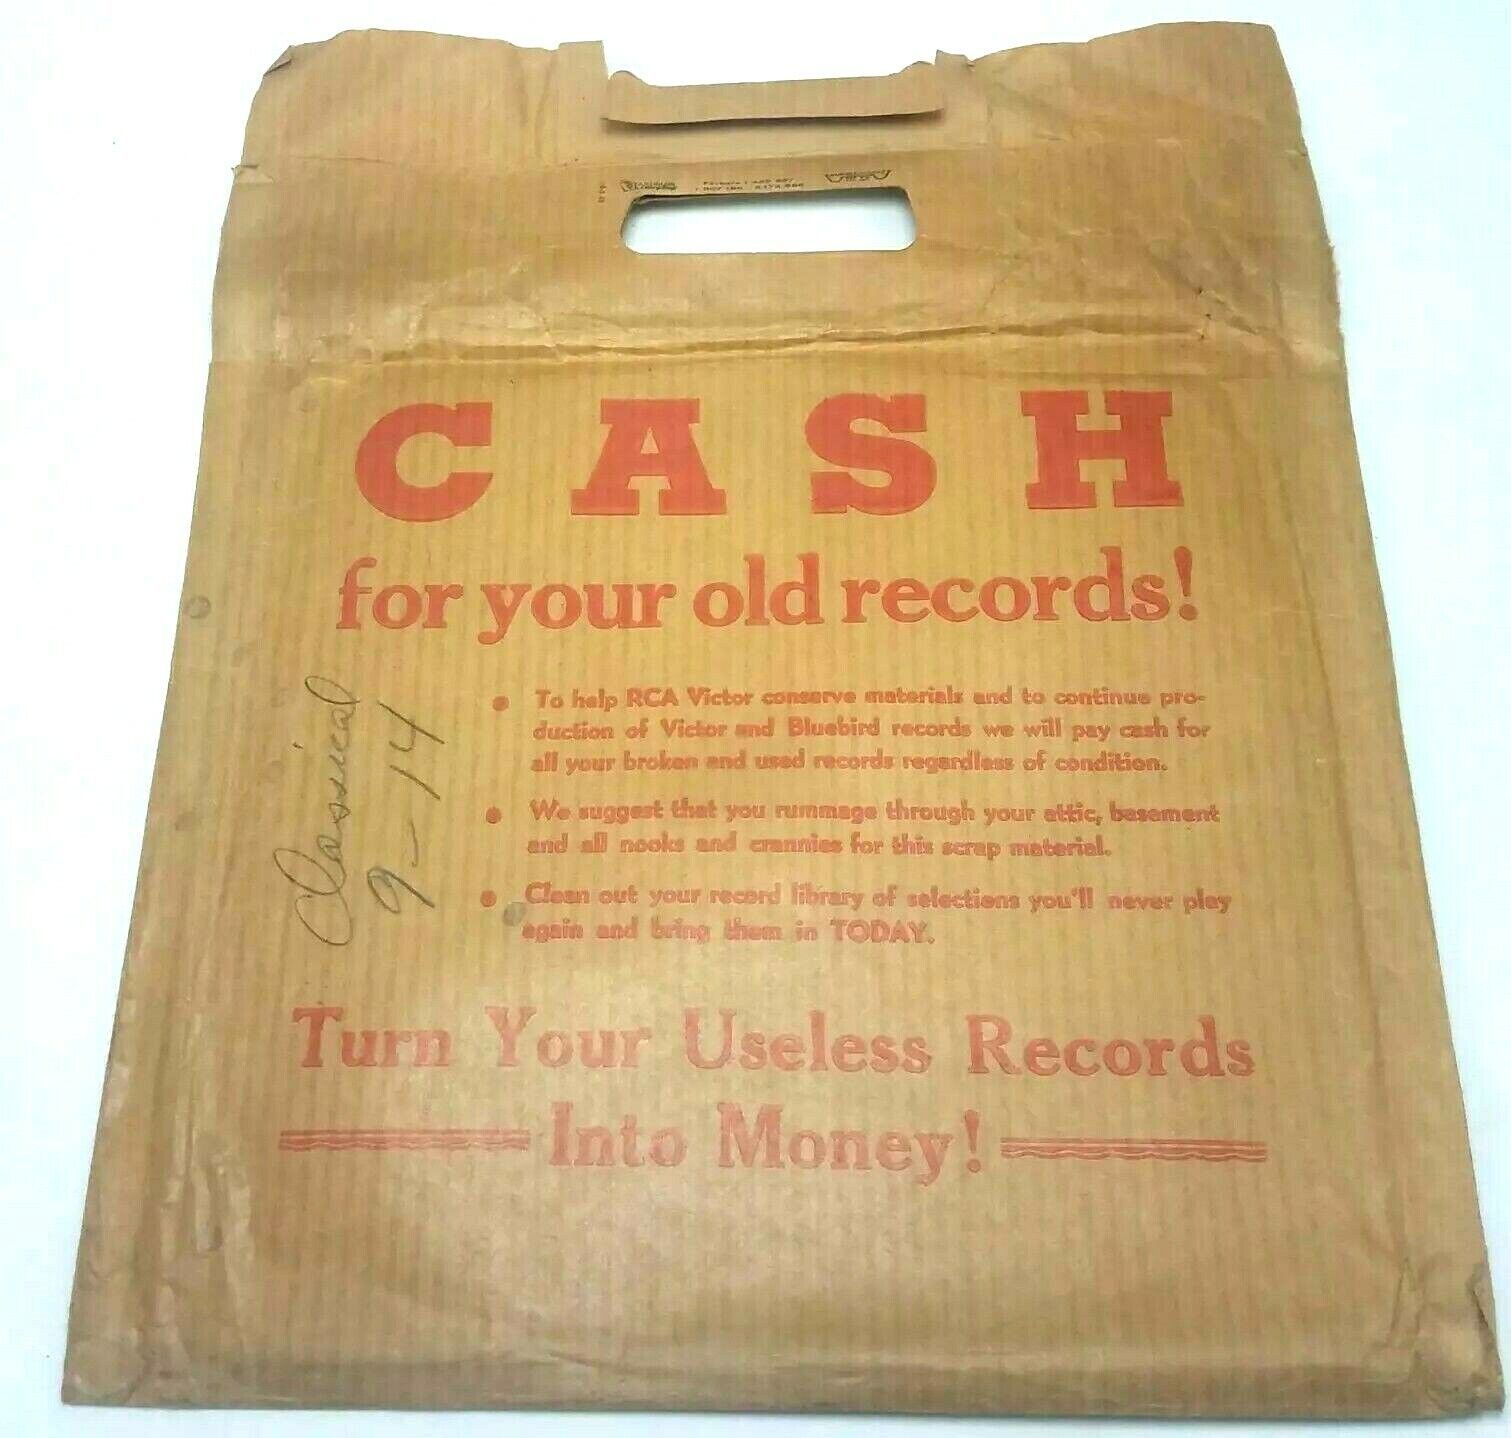 CASH
for your old records!
• To help RCA Victor conserve materials and to continue pro-
duction of Victor and Bluebird records we will pay cash for
all your broken and used records regardless of condition.
• We suggest that you rummage through your attic, basement
and all nooks and crannies for this scrap material.
• Clean out your record library of selections you'll never play
again and bring them in TODAY.
Turn Your Useless Records
Into Money!
Classical
9-14